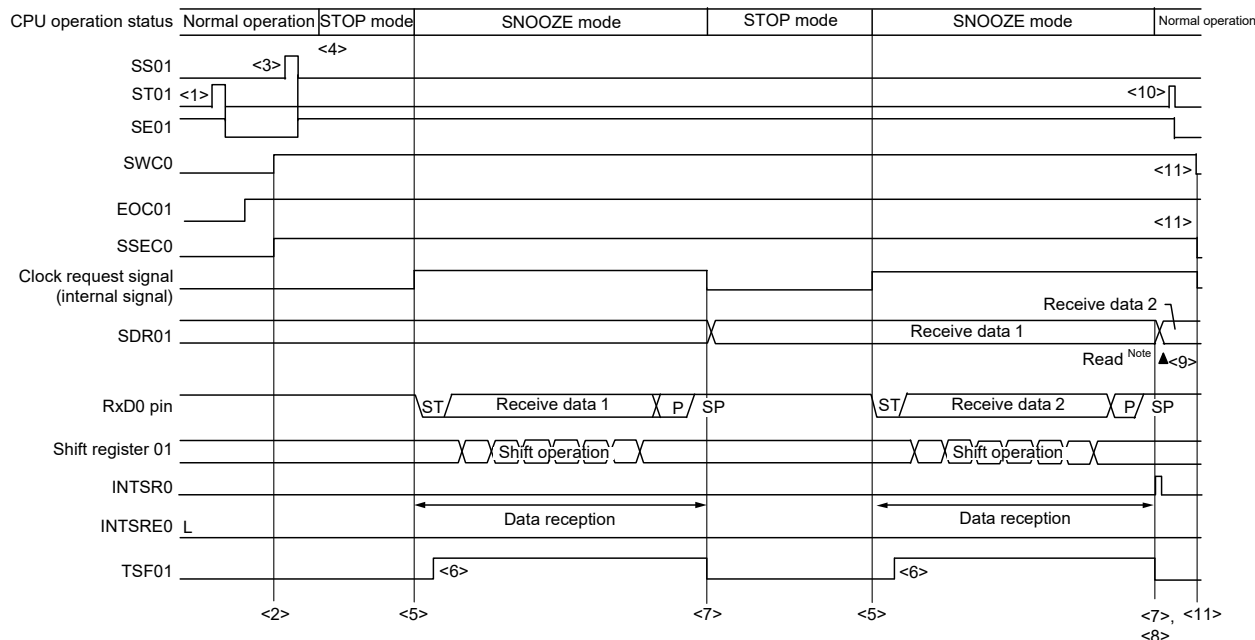 CPU operation status Normal operation STOP mode SNOOZE mode STOP mode SNOOZE mode Normal operation
<4>
SS01 <3>
ST01 <1> <10>
SE01
SWC0 <11>
EOC01
<11>
SSEC0
Clock request signal
(internal signal)
Receive data 2
SDR01 Receive data 1
Read Note ▲<9>
RxD0 pin ST Receive data 1 P SP ST Receive data 2 P SP
Shift register 01 Shift operation Shift operation
INTSR0
Data reception Data reception
INTSRE0 L
TSF01 <6> <6>
<2> <5> <7> <5> <7>, <11>
<8>